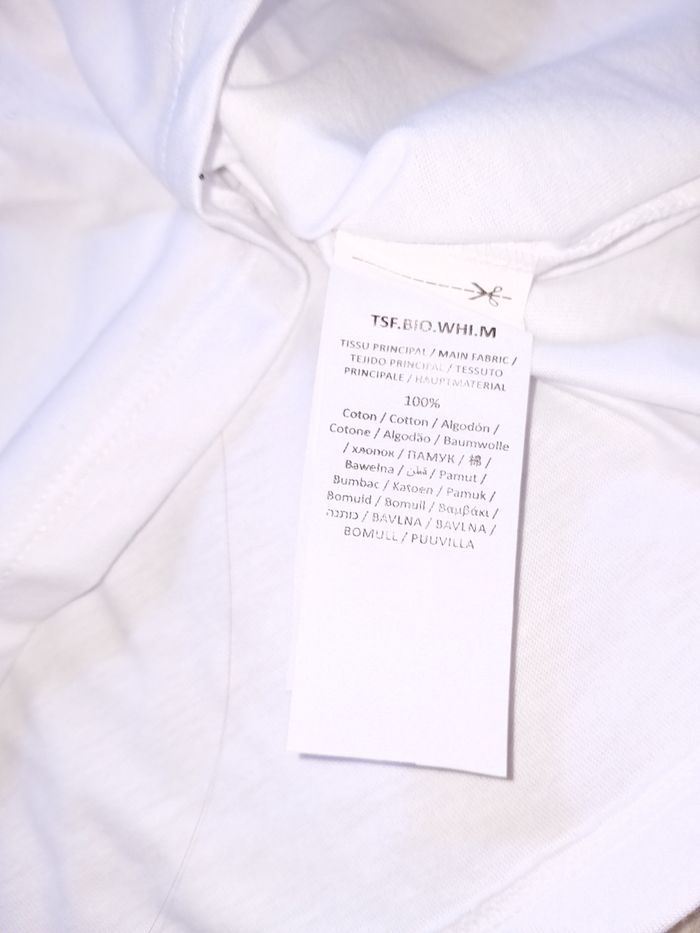 TSF.BIO.WHI.M
TISSU PRINCIPAL / MAIN FABRIC /
TEJIDO PRINCIPAL / TESSUTO
PRINCIPALE / HAUPTMATERIAL
100%
Coton / Cotton / Algodón /
Cotone / Algodão / Baumwolle
/ хлопок / ПАМУК / 棉 /
Bawełna / قطن / Pamut /
Bumbac / Katoen / Pamuk /
Bomuld / Bomull / Βαμβάκι /
כותנה / BAVLNA / BAVLNA /
BOMULL / PUUVILLA